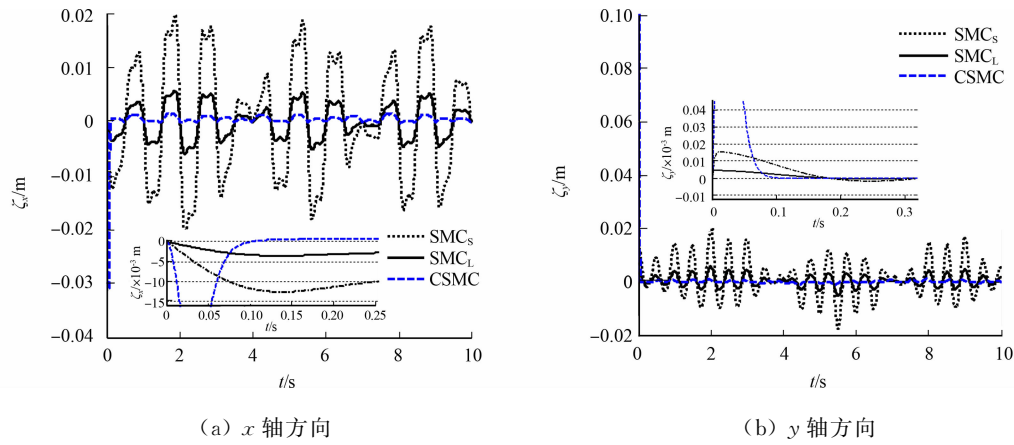 0.02
0.01
0
−0.01
−0.02
−0.03
−0.04
ζx/m
SMCS
SMCL
CSMC
0
−5
−10
−15
ζx/×10-3 m
0 0.05 0.10 0.15 0.20 0.25
t/s
0 2 4 6 8 10
t/s
(a) x 轴方向
0.10
0.08
0.06
0.04
0.02
0
−0.02
ζy/m
SMCS
SMCL
CSMC
0.04
0.03
0.02
0.01
0
−0.01
ζy/×10-3 m
0 0.1 0.2 0.3
t/s
0 2 4 6 8 10
t/s
(b) y 轴方向